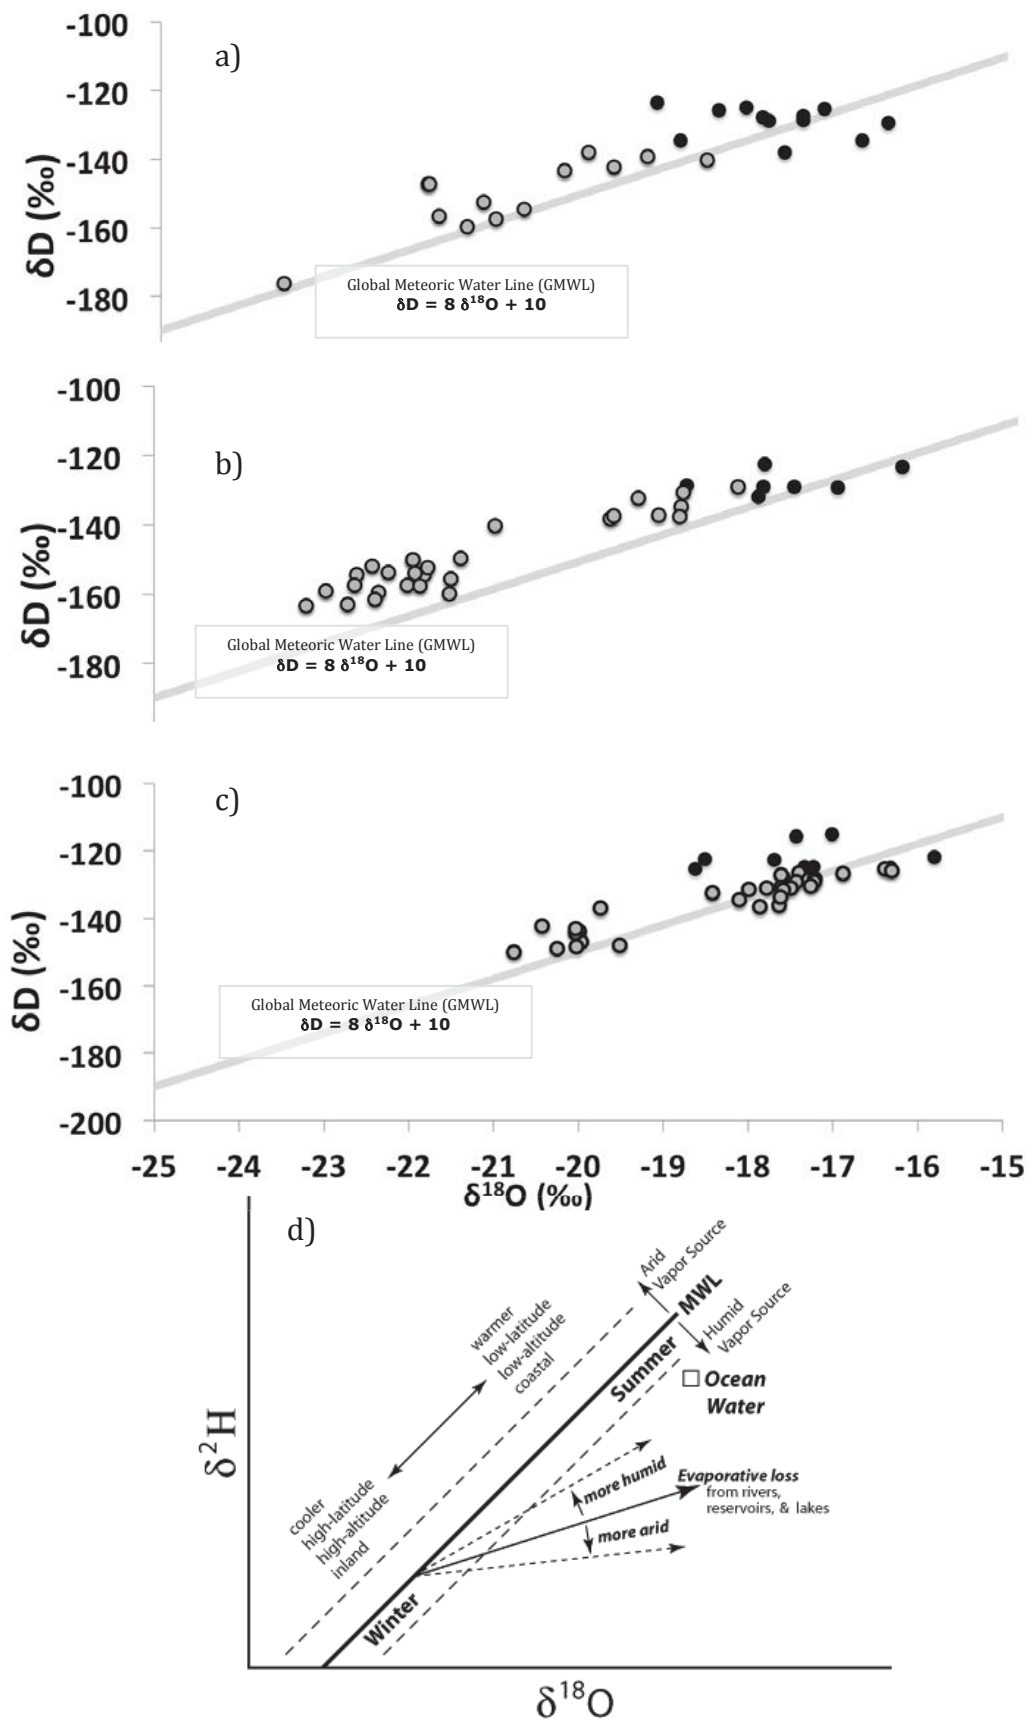 a)
-100
-120
-140
-160
-180
δD (‰)
Global Meteoric Water Line (GMWL)
δD = 8 δ¹⁸O + 10
b)
-100
-120
-140
-160
-180
δD (‰)
Global Meteoric Water Line (GMWL)
δD = 8 δ¹⁸O + 10
c)
-100
-120
-140
-160
-180
-200
δD (‰)
Global Meteoric Water Line (GMWL)
δD = 8 δ¹⁸O + 10
-25 -24 -23 -22 -21 -20 -19 -18 -17 -16 -15
δ¹⁸O (‰)
d)
Arid
Vapor Source
MWL
Humid
Vapor Source
warmer
low-latitude
low-altitude
coastal
Summer
Ocean
Water
δ²H
cooler
high-latitude
high-altitude
inland
more humid
Evaporative loss
from rivers,
reservoirs, & lakes
more arid
Winter
δ¹⁸O